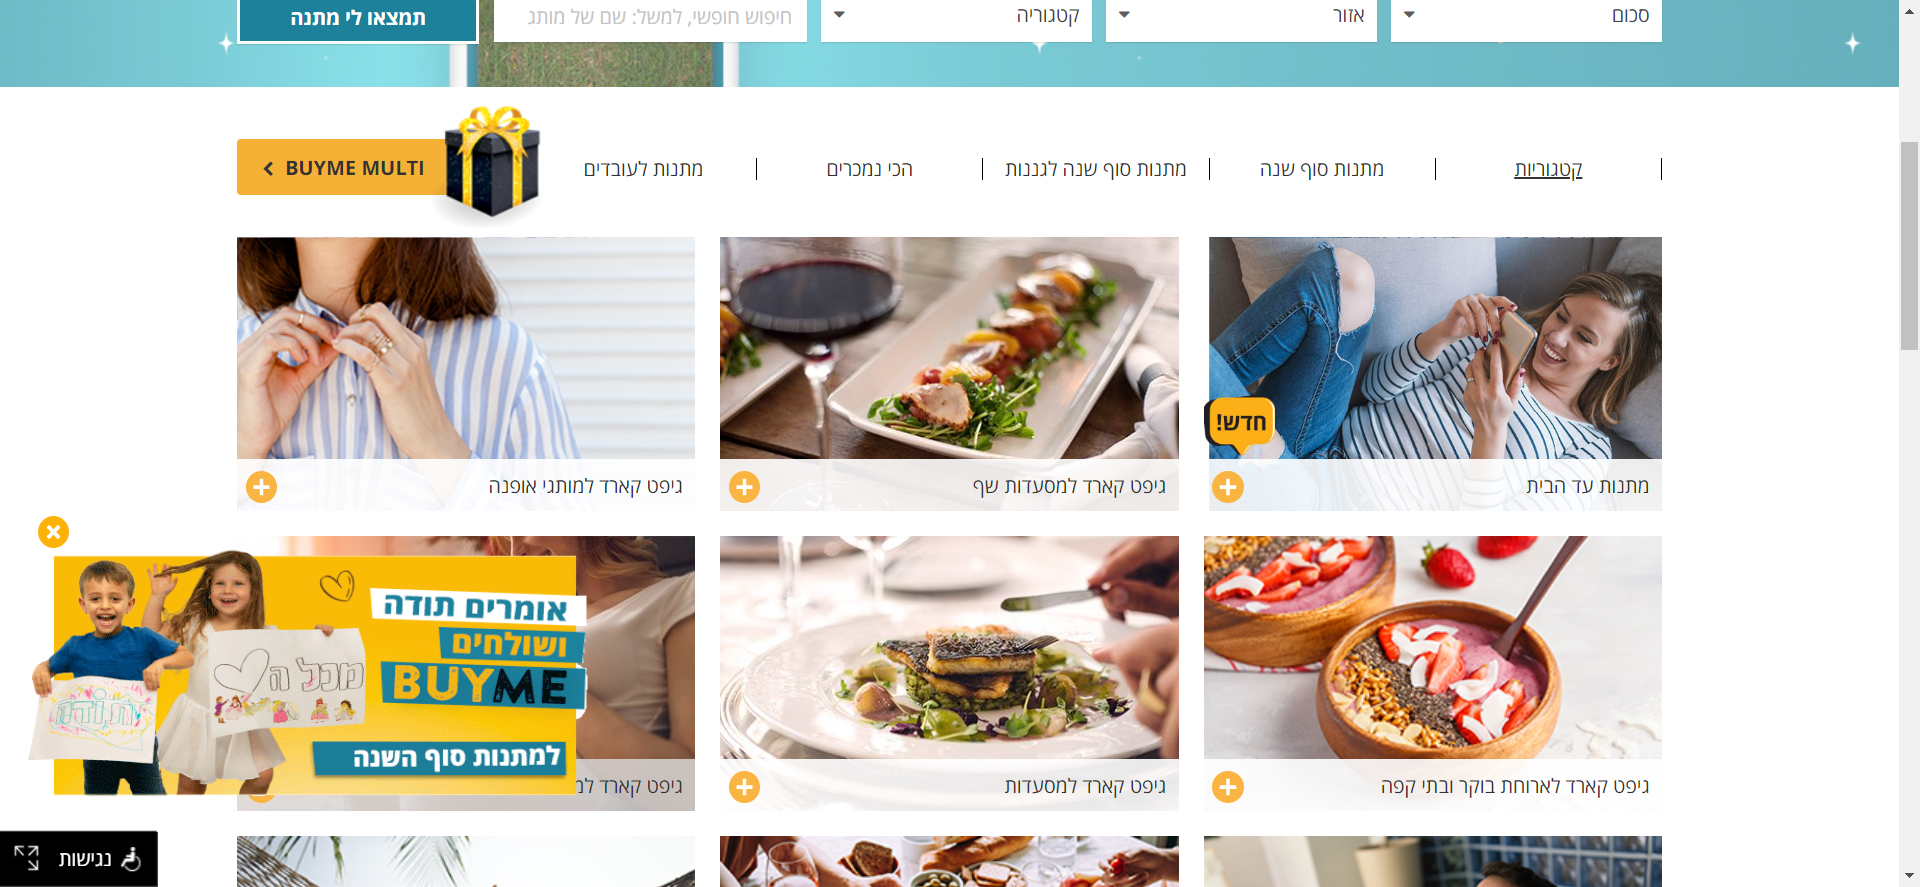 סכום
אזור
קטגוריה
חיפוש חופשי, למשל: שם של מותג
תמצאו לי מתנה
קטגוריות
מתנות סוף שנה
מתנות סוף שנה לגננות
הכי נמכרים
מתנות לעובדים
BUYME MULTI
חדש!
מתנות עד הבית
גיפט קארד למסעדות שף
גיפט קארד למותגי אופנה
גיפט קארד לארוחת בוקר ובתי קפה
גיפט קארד למסעדות
גיפט קארד למ
אומרים תודה
ושולחים
BUYME
למתנות סוף השנה
מכל ה
תודה
נגישות